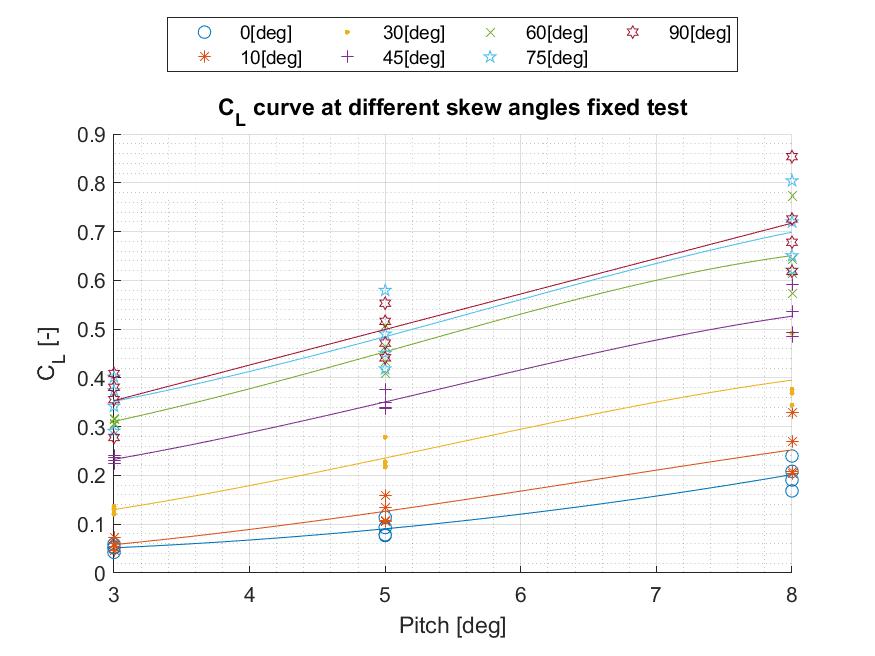 0[deg] 30[deg] 60[deg] 90[deg]
10[deg] 45[deg] 75[deg]
C_L curve at different skew angles fixed test
0.9
0.8
0.7
0.6
0.5
0.4
0.3
0.2
0.1
0
C_L [-]
3 4 5 6 7 8
Pitch [deg]